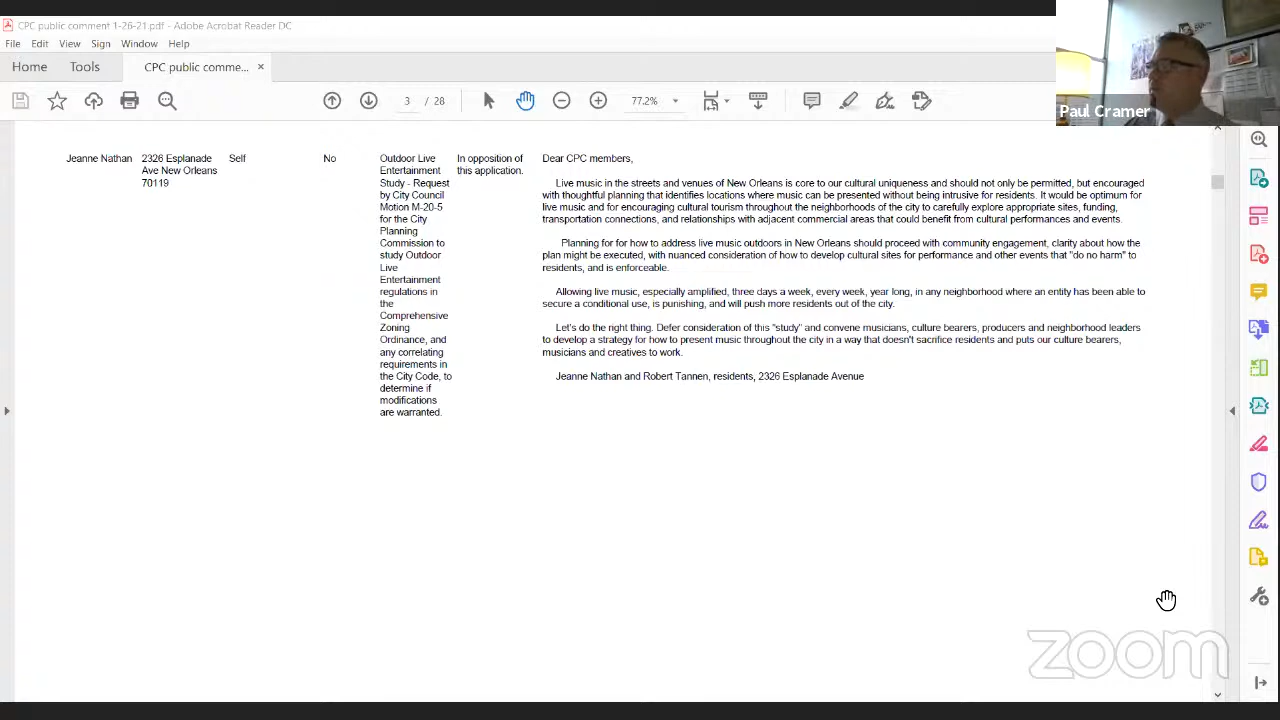 CPC public comment 1-26-21.pdf - Adobe Acrobat Reader DC
File Edit View Sign Window Help
Home Tools CPC public comme... ×
3 / 28 77.2%
Paul Cramer
Jeanne Nathan
2326 Esplanade
Ave New Orleans
70119
Self
No
Outdoor Live
Entertainment
Study - Request
by City Council
Motion M-20-5
for the City
Planning
Commission to
study Outdoor
Live
Entertainment
regulations in
the
Comprehensive
Zoning
Ordinance, and
any correlating
requirements in
the City Code, to
determine if
modifications
are warranted.
In opposition of
this application.
Dear CPC members,
Live music in the streets and venues of New Orleans is core to our cultural uniqueness and should not only be permitted, but encouraged
with thoughtful planning that identifies locations where music can be presented without being intrusive for residents. It would be optimum for
live music and for encouraging cultural tourism throughout the neighborhoods of the city to carefully explore appropriate sites, funding,
transportation connections, and relationships with adjacent commercial areas that could benefit from cultural performances and events.
Planning for for how to address live music outdoors in New Orleans should proceed with community engagement, clarity about how the
plan might be executed, with nuanced consideration of how to develop cultural sites for performance and other events that "do no harm" to
residents, and is enforceable.
Allowing live music, especially amplified, three days a week, every week, year long, in any neighborhood where an entity has been able to
secure a conditional use, is punishing, and will push more residents out of the city.
Let's do the right thing. Defer consideration of this "study" and convene musicians, culture bearers, producers and neighborhood leaders
to develop a strategy for how to present music throughout the city in a way that doesn't sacrifice residents and puts our culture bearers,
musicians and creatives to work.
Jeanne Nathan and Robert Tannen, residents, 2326 Esplanade Avenue
zoom